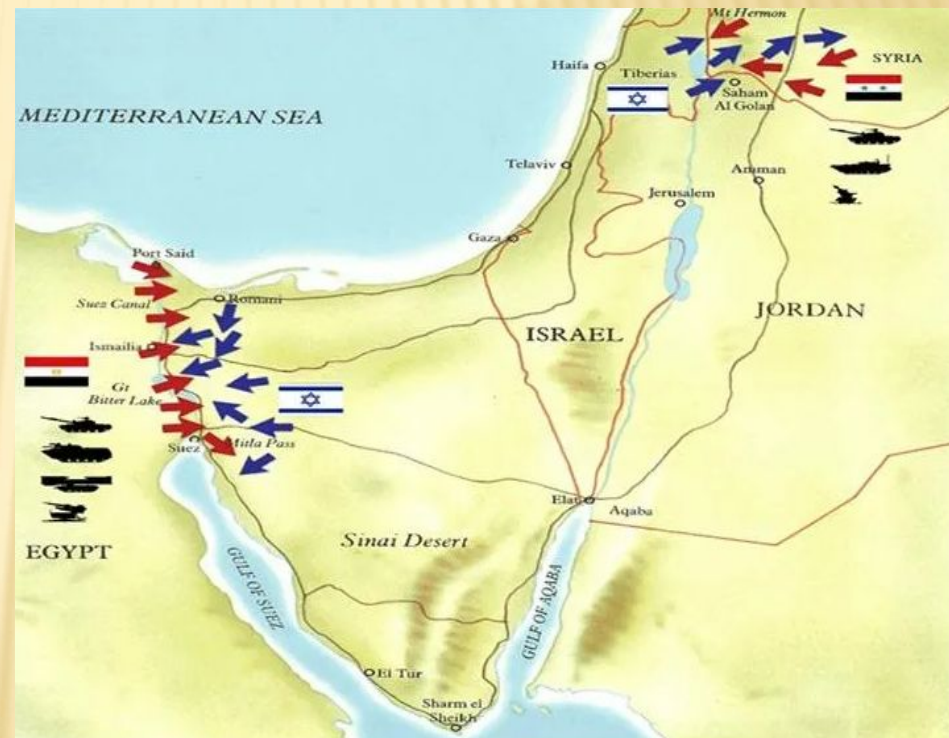 Mt Hermon
SYRIA
Haifa
Tiberias
Saham
Al Golan
MEDITERRANEAN SEA
Telaviv
Amman
Jerusalem
Gaza
Port Said
Suez Canal
Romani
JORDAN
ISRAEL
Ismailia
Gt
Bitter Lake
Mitla Pass
Suez
Elat
Aqaba
Sinai Desert
EGYPT
GULF OF SUEZ
GULF OF AQABA
El Tur
Sharm el
Sheikh